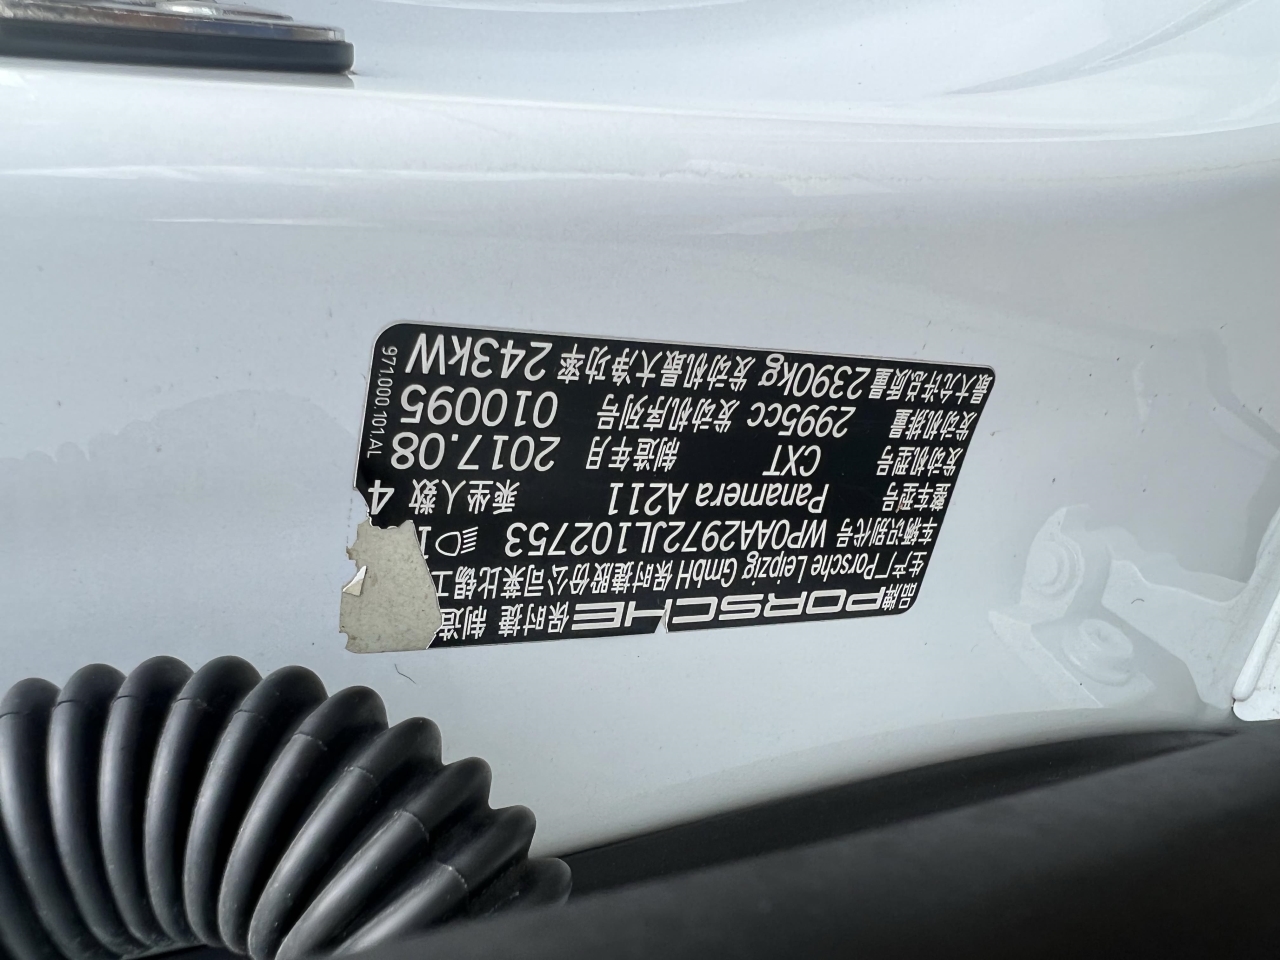 品牌 PORSCHE 保时捷 制造
生产厂 Porsche Leipzig GmbH 保时捷股份公司莱比锡工
车辆识别代号 WP0AA2972JL102753
整车型号 Panamera A211 乘坐人数 4
发动机型号 CXT 制造年月 2017.08
发动机排量 2995cc 发动机序列号 010095
最大允许总质量 2390kg 发动机最大净功率 243kW
971.000.101.AL